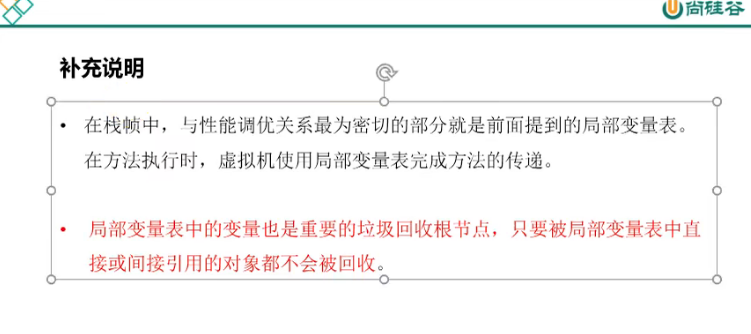 尚硅谷
补充说明
• 在栈帧中，与性能调优关系最为密切的部分就是前面提到的局部变量表。
在方法执行时，虚拟机使用局部变量表完成方法的传递。
• 局部变量表中的变量也是重要的垃圾回收根节点，只要被局部变量表中直
接或间接引用的对象都不会被回收。